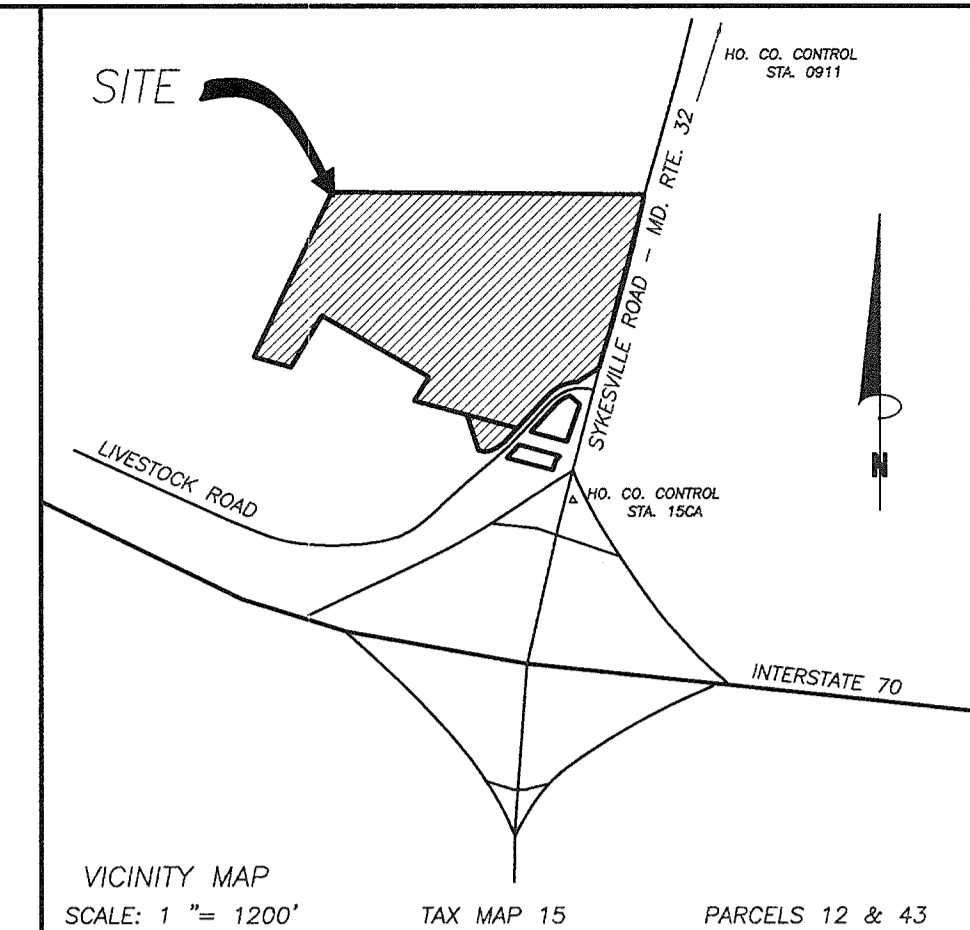 SITE
HO. CO. CONTROL
STA. 0911
SYKESVILLE ROAD - MD. RTE. 32
N
LIVESTOCK ROAD
HO. CO. CONTROL
STA. 15CA
INTERSTATE 70
VICINITY MAP
SCALE: 1 "= 1200' TAX MAP 15 PARCELS 12 & 43